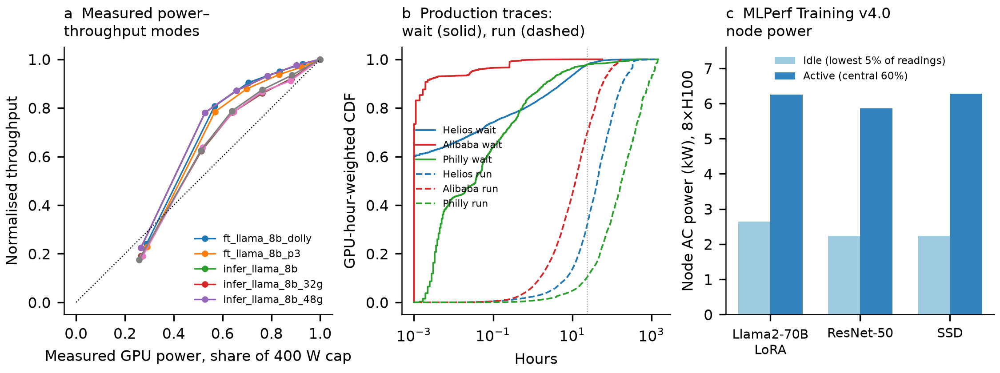 a  Measured power–
throughput modes
Normalised throughput
1.0
0.8
0.6
0.4
0.2
0.0
ft_llama_8b_dolly
ft_llama_8b_p3
infer_llama_8b
infer_llama_8b_32g
infer_llama_8b_48g
0.0 0.2 0.4 0.6 0.8 1.0
Measured GPU power, share of 400 W cap
b  Production traces:
wait (solid), run (dashed)
GPU-hour-weighted CDF
1.0
0.8
0.6
0.4
0.2
0.0
Helios wait
Alibaba wait
Philly wait
Helios run
Alibaba run
Philly run
10⁻³ 10⁻¹ 10¹ 10³
Hours
c  MLPerf Training v4.0
node power
Node AC power (kW), 8×H100
7
6
5
4
3
2
1
0
Idle (lowest 5% of readings)
Active (central 60%)
Llama2-70B
LoRA
ResNet-50
SSD